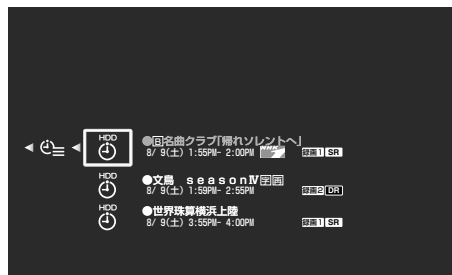 HDD
●回名曲クラブ「帰れソレントへ」
8/ 9(土) 1:55PM- 2:00PM NHK 録画1 SR
HDD
●文鳥 seasonⅣ字画
8/ 9(土) 1:59PM- 2:55PM 録画2 DR
HDD
●世界珠算横浜上陸
8/ 9(土) 3:55PM- 4:00PM 録画1 SR